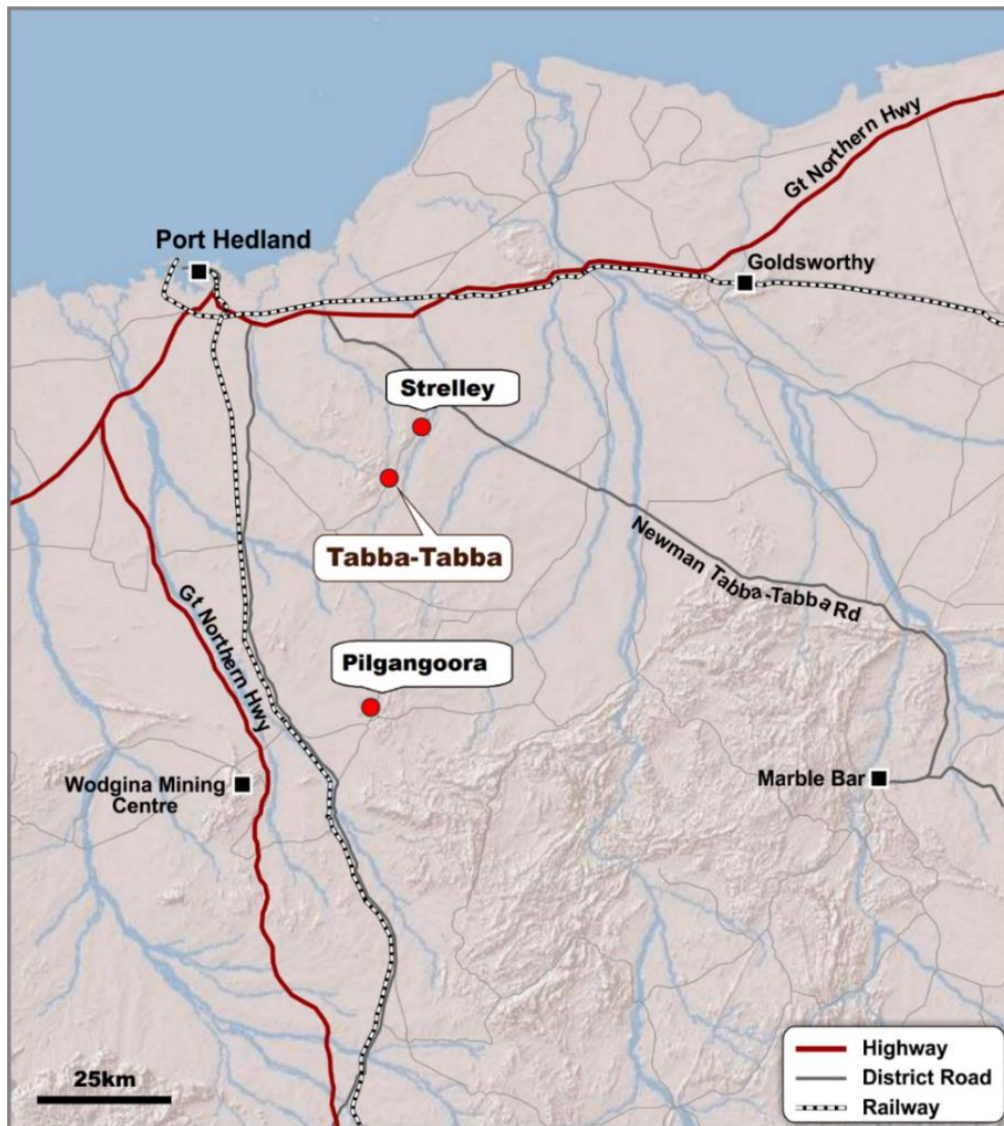 Gt Northern Hwy
Port Hedland
Goldsworthy
Strelley
Tabba-Tabba
Newman Tabba-Tabba Rd
Gt Northern Hwy
Pilgangoora
Wodgina Mining
Centre
Marble Bar
25km
Highway
District Road
Railway